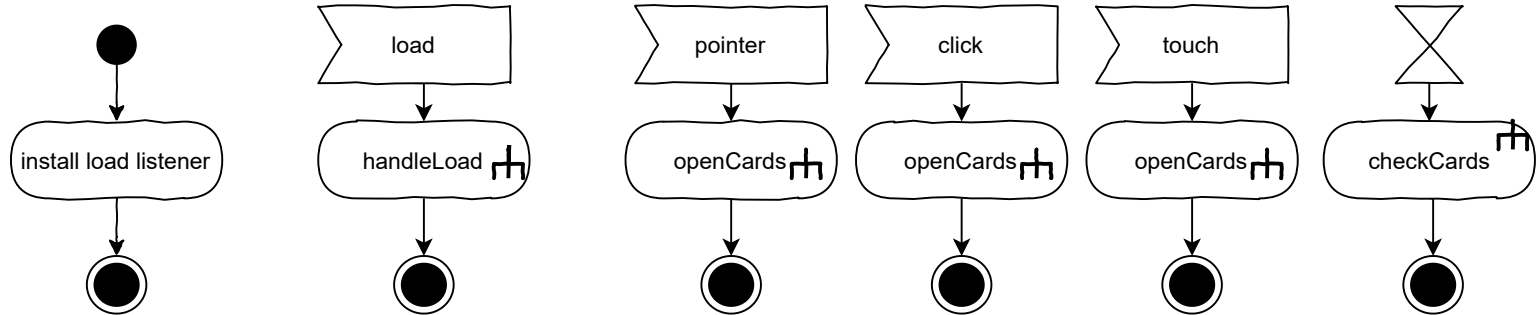 load
pointer
click
touch
install load listener
handleLoad
openCards
openCards
openCards
checkCards